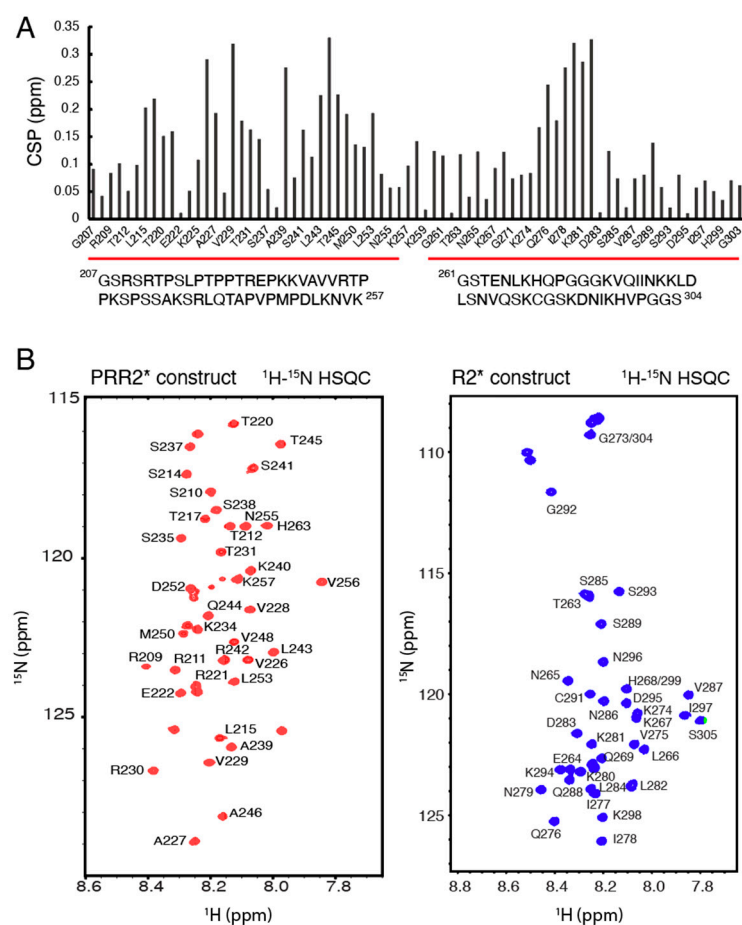 A
0.35
0.3
0.25
0.2
0.15
0.1
0.05
0
CSP (ppm)
G207 R209 T212 L215 T220 E222 K225 A227 V229 T231 S237 A239 S241 L243 T245 M250 L253 N255 K257 K259 G261 T263 N265 K267 G271 K274 Q276 I278 K281 D283 S285 V287 S289 S293 D295 I297 H299 G303
207 GSRSRTPSLPTPPTREPKKVAVVRTP
PKSPSSAKSRLQTAPVPMPDLKNVK 257
261 GSTENLKHQPGGGKVQIINKKLD
LSNVQSKCGSKDNIKHVPGGS 304
B
PRR2* construct 1H-15N HSQC
115
120
125
15N (ppm)
T220
S237
T245
S214
S241
S210
S238
T217
N255
H263
T212
S235
T231
K240
K257
V256
D252
Q244
V228
K234
M250
V248
L243
R209
R211
R242
V226
R221
L253
E222
L215
A239
V229
R230
A246
A227
8.6 8.4 8.2 8.0 7.8
1H (ppm)
R2* construct 1H-15N HSQC
110
115
120
125
15N (ppm)
G273/304
G292
S285
S293
T263
S289
N296
N265
H268/299
V287
C291
D295
I297
N286
K274
K267
S305
D283
K281
V275
E264
Q269
L266
K294
K280
N279
Q288
L284
L282
I277
K298
Q276
I278
8.8 8.6 8.4 8.2 8.0 7.8
1H (ppm)